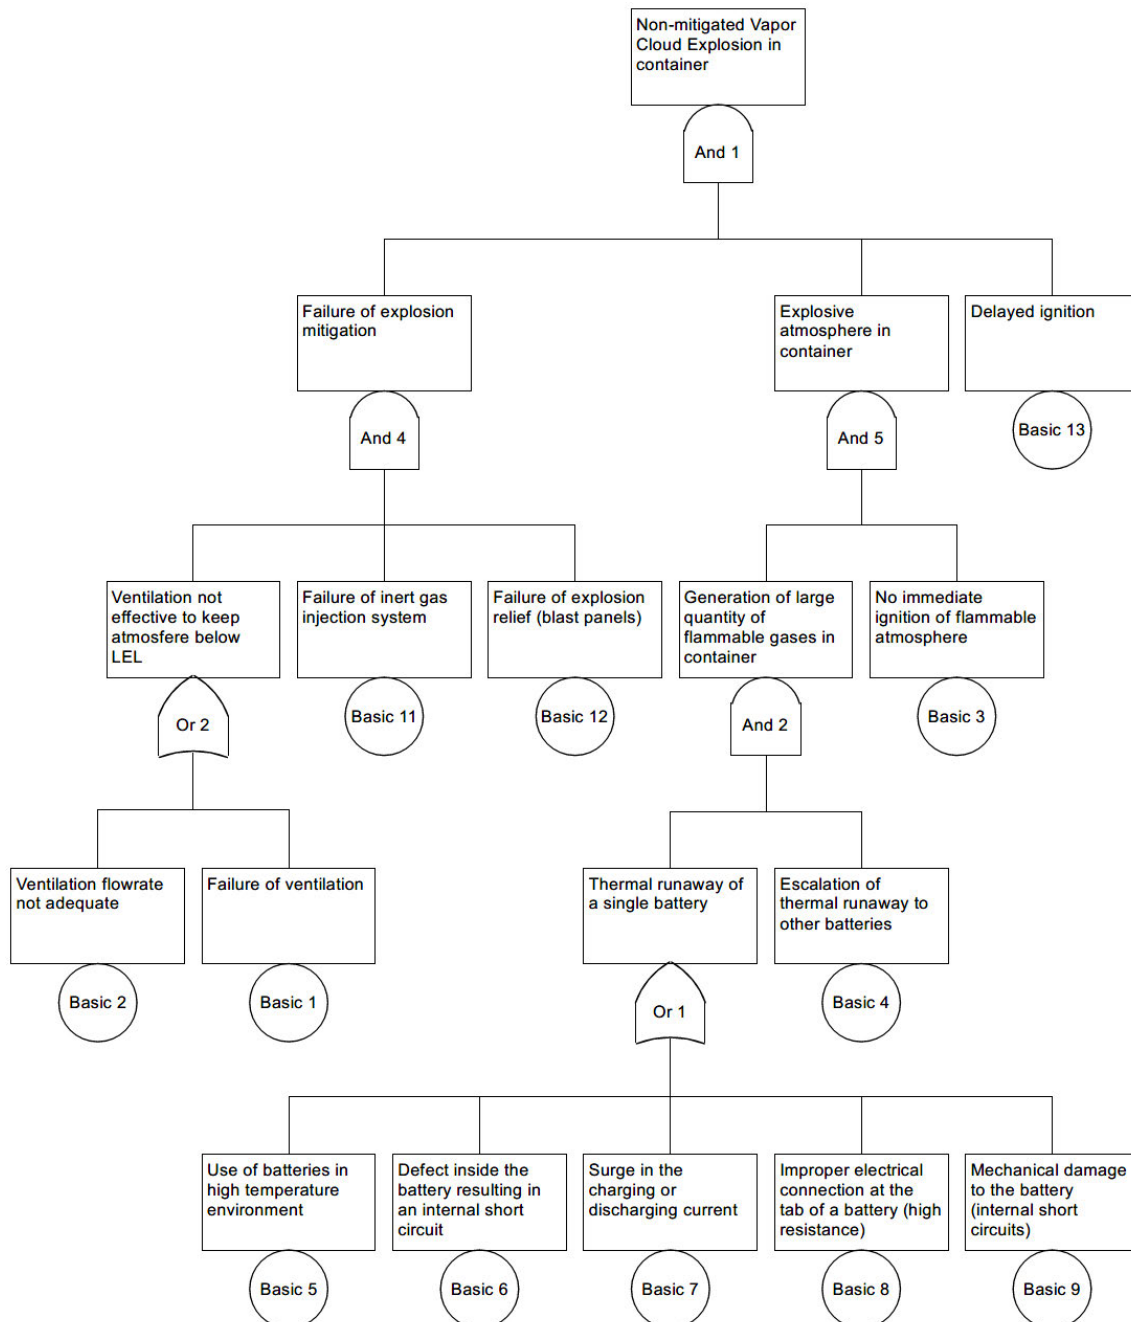 Non-mitigated Vapor
Cloud Explosion in
container
And 1
Failure of explosion
mitigation
Explosive
atmosphere in
container
Delayed ignition
And 4
And 5
Basic 13
Ventilation not
effective to keep
atmosfere below
LEL
Failure of inert gas
injection system
Failure of explosion
relief (blast panels)
Generation of large
quantity of
flammable gases in
container
No immediate
ignition of flammable
atmosphere
Or 2
Basic 11
Basic 12
And 2
Basic 3
Ventilation flowrate
not adequate
Failure of ventilation
Thermal runaway of
a single battery
Escalation of
thermal runaway to
other batteries
Basic 2
Basic 1
Or 1
Basic 4
Use of batteries in
high temperature
environment
Defect inside the
battery resulting in
an internal short
circuit
Surge in the
charging or
discharging current
Improper electrical
connection at the
tab of a battery (high
resistance)
Mechanical damage
to the battery
(internal short
circuits)
Basic 5
Basic 6
Basic 7
Basic 8
Basic 9